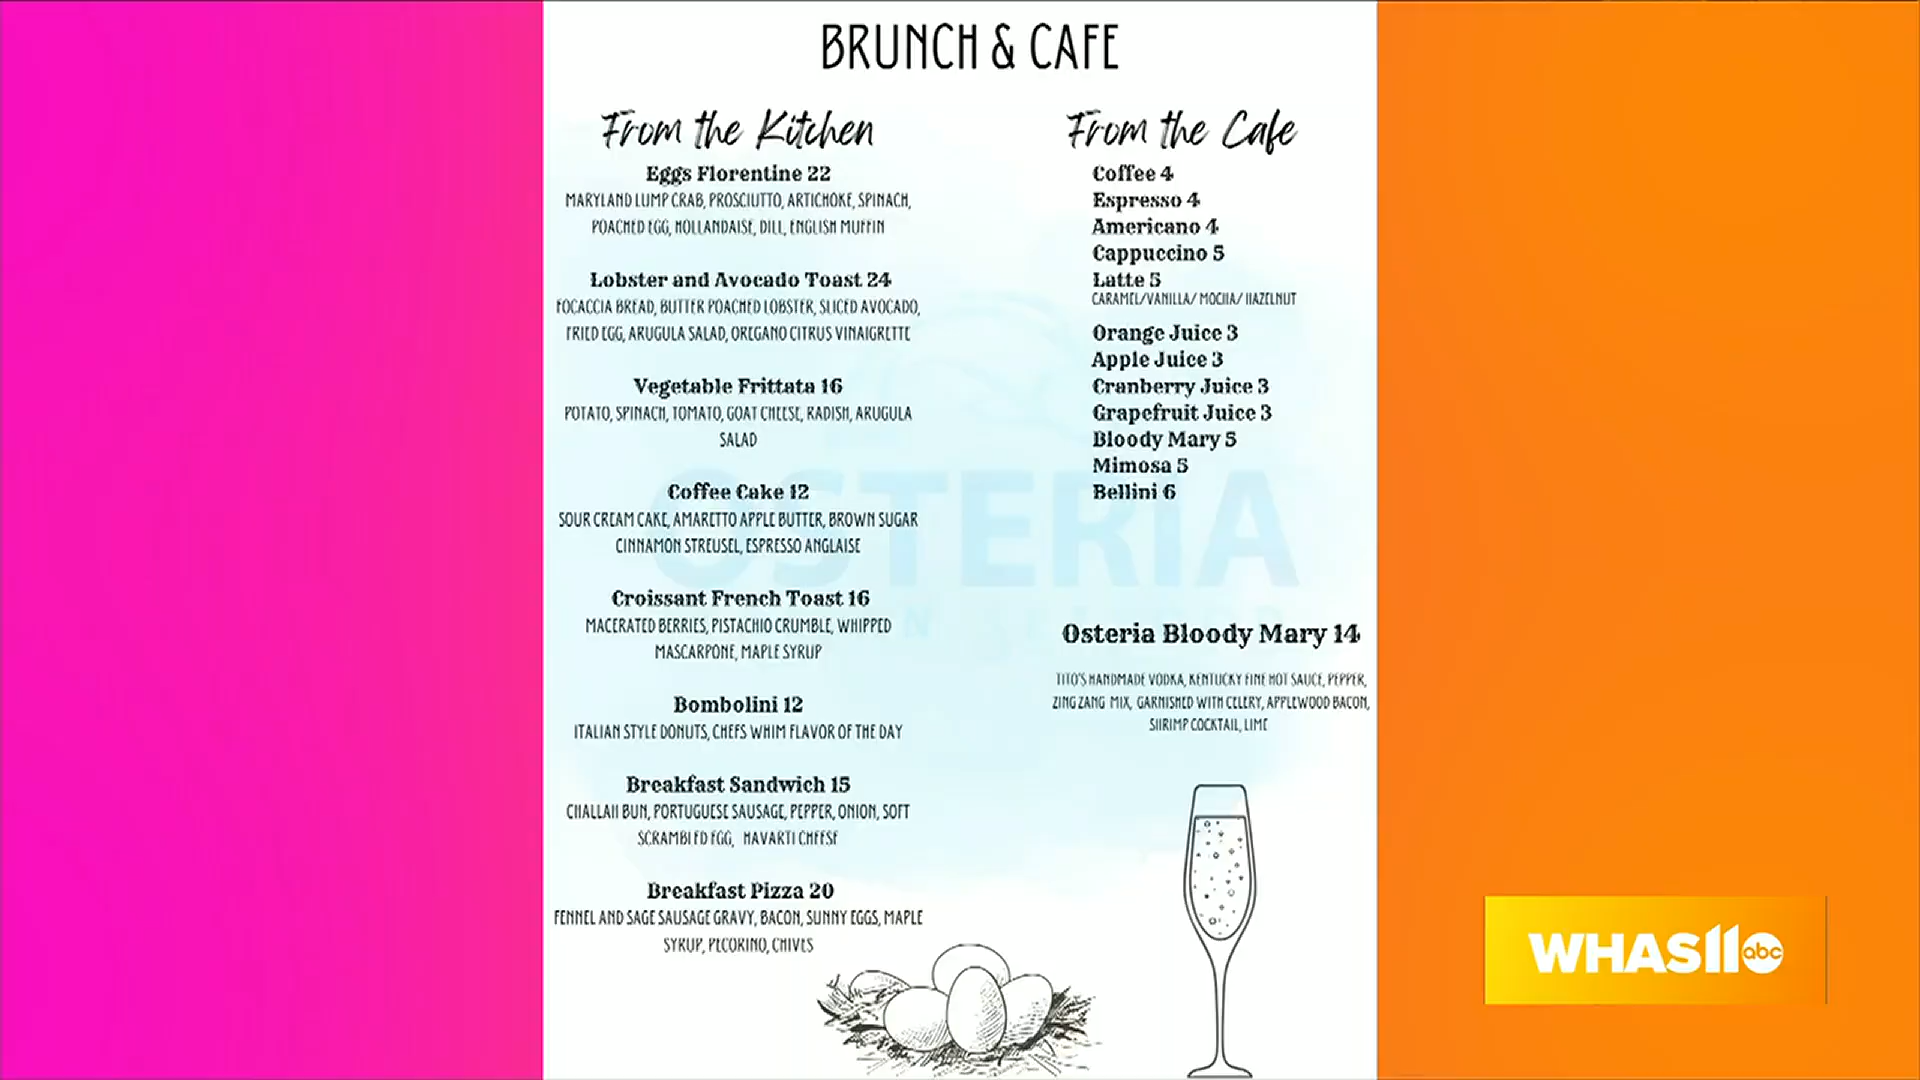 BRUNCH & CAFE
From the Kitchen
Eggs Florentine 22
MARYLAND LUMP CRAB, PROSCIUTTO, ARTICHOKE, SPINACH,
POACHED EGG, HOLLANDAISE, DILL, ENGLISH MUFFIN
Lobster and Avocado Toast 24
FOCACCIA BREAD, BUTTER POACHED LOBSTER, SLICED AVOCADO,
FRIED EGG, ARUGULA SALAD, OREGANO CITRUS VINAIGRETTE
Vegetable Frittata 16
POTATO, SPINACH, TOMATO, GOAT CHEESE, RADISH, ARUGULA
SALAD
Coffee Cake 12
SOUR CREAM CAKE, AMARETTO APPLE BUTTER, BROWN SUGAR
CINNAMON STREUSEL, ESPRESSO ANGLAISE
Croissant French Toast 16
MACERATED BERRIES, PISTACHIO CRUMBLE, WHIPPED
MASCARPONE, MAPLE SYRUP
Bombolini 12
ITALIAN STYLE DONUTS, CHEFS WHIM FLAVOR OF THE DAY
Breakfast Sandwich 15
CHALLAH BUN, PORTUGUESE SAUSAGE, PEPPER, ONION, SOFT
SCRAMBLED EGG, HAVARTI CHEESE
Breakfast Pizza 20
FENNEL AND SAGE SAUSAGE GRAVY, BACON, SUNNY EGGS, MAPLE
SYRUP, PECORINO, CHIVES
From the Cafe
Coffee 4
Espresso 4
Americano 4
Cappuccino 5
Latte 5
CARAMEL/VANILLA/ MOCHA/ HAZELNUT
Orange Juice 3
Apple Juice 3
Cranberry Juice 3
Grapefruit Juice 3
Bloody Mary 5
Mimosa 5
Bellini 6
OSTERIA
Osteria Bloody Mary 14
TITO'S HANDMADE VODKA, KENTUCKY FINE HOT SAUCE, PEPPER,
ZING ZANG MIX, GARNISHED WITH CELERY, APPLEWOOD BACON,
SHRIMP COCKTAIL, LIME
WHAS11 abc